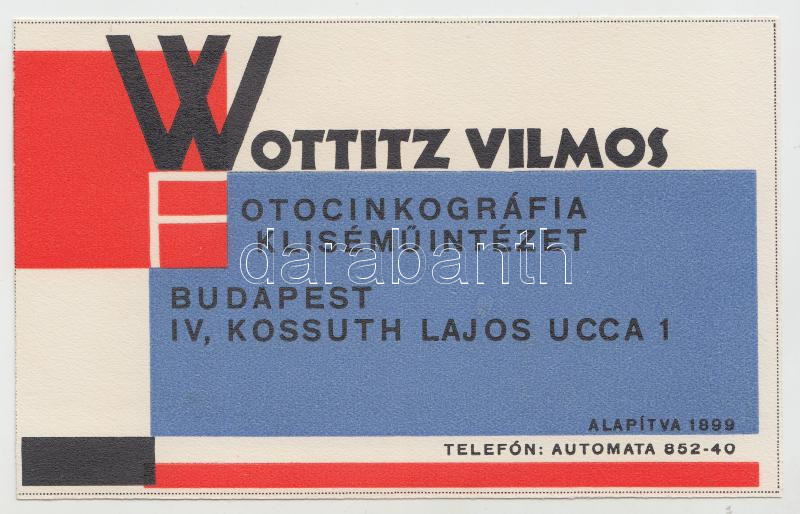 WOTTITZ VILMOS
FOTOCINKOGRÁFIA
KLISÉMŰINTÉZET
darabanth
BUDAPEST
IV, KOSSUTH LAJOS UCCA 1
ALAPÍTVA 1899
TELEFÓN: AUTOMATA 852-40